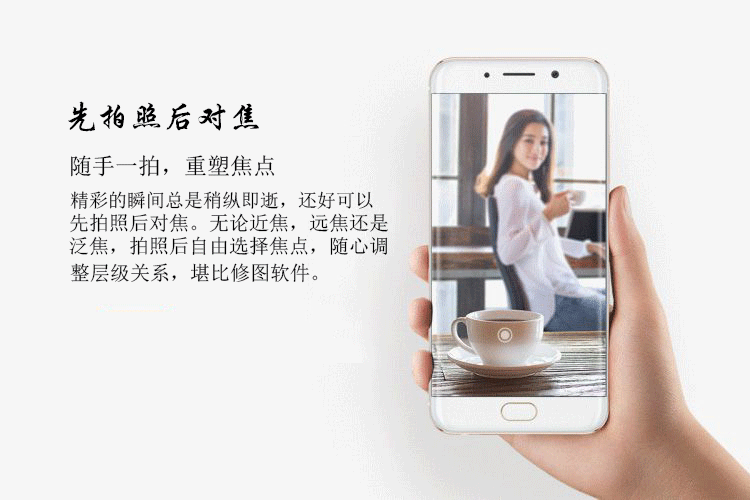 先拍照后对焦
随手一拍，重塑焦点
精彩的瞬间总是稍纵即逝，还好可以
先拍照后对焦。无论近焦，远焦还是
泛焦，拍照后自由选择焦点，随心调
整层级关系，堪比修图软件。